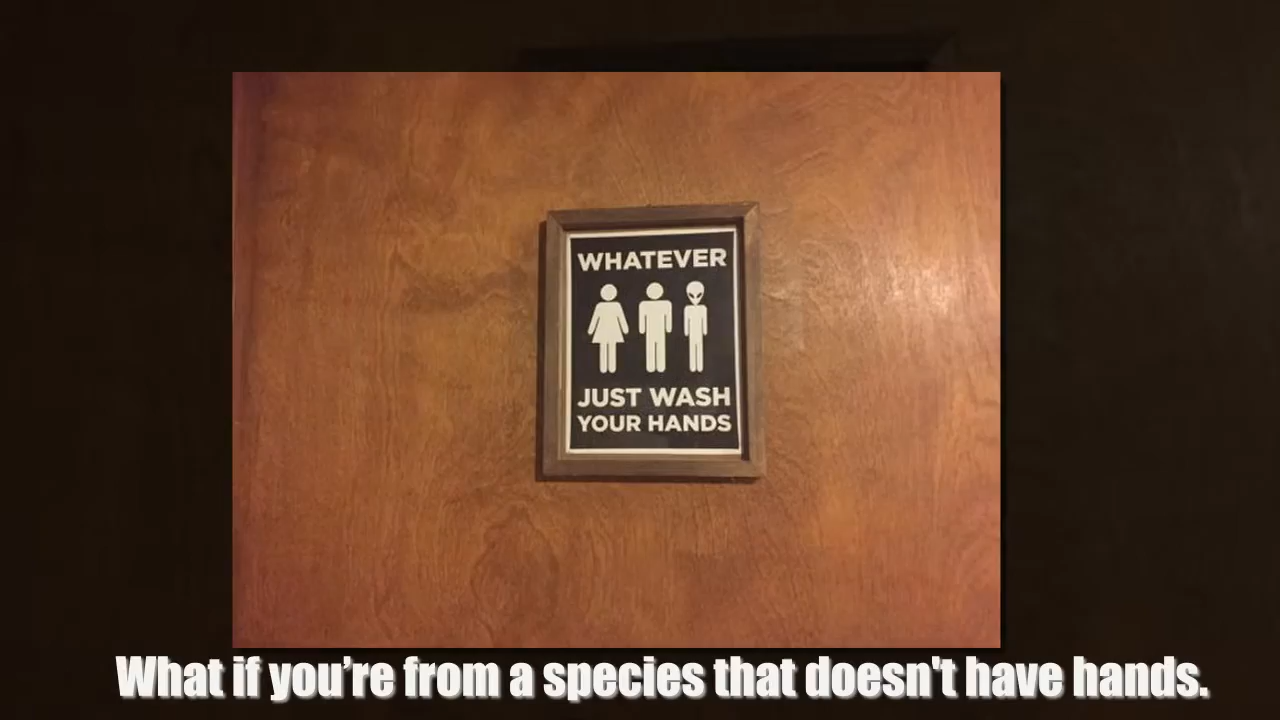 WHATEVER
JUST WASH
YOUR HANDS
What if you’re from a species that doesn't have hands.